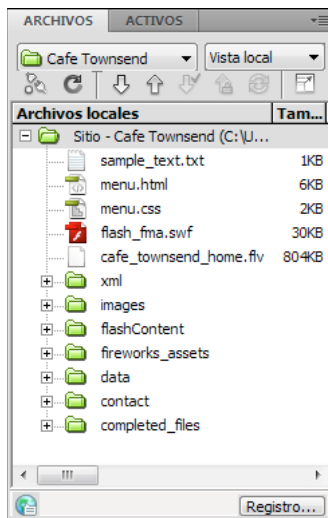 ARCHIVOS ACTIVOS
Cafe Townsend Vista local
Archivos locales Tam...
Sitio - Cafe Townsend (C:\U...
sample_text.txt 1KB
menu.html 6KB
menu.css 2KB
flash_fma.swf 30KB
cafe_townsend_home.flv 804KB
xml
images
flashContent
fireworks_assets
data
contact
completed_files
Registro...